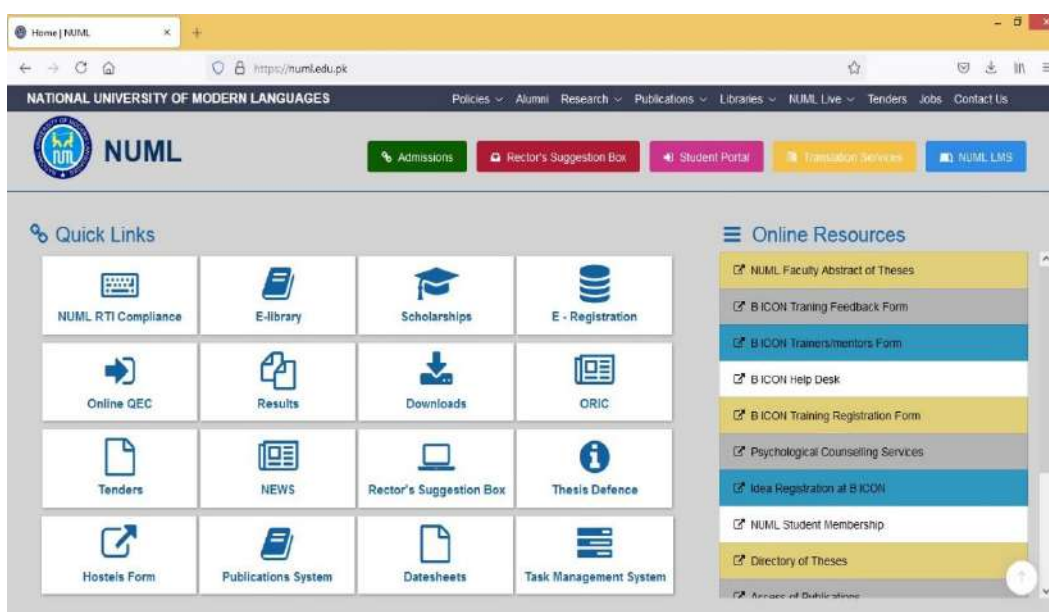 Home | NUML
https://numl.edu.pk
NATIONAL UNIVERSITY OF MODERN LANGUAGES
Policies Alumni Research Publications Libraries NUML Live Tenders Jobs Contact Us
NUML
Admissions Rector's Suggestion Box Student Portal Translation Services NUML LMS
Quick Links
NUML RTI Compliance E-library Scholarships E - Registration
Online QEC Results Downloads ORIC
Tenders NEWS Rector's Suggestion Box Thesis Defence
Hostels Form Publications System Datesheets Task Management System
Online Resources
NUML Faculty Abstract of Theses
B ICON Traning Feedback Form
B ICON Trainers/mentors Form
B ICON Help Desk
B ICON Training Registration Form
Psychological Counselling Services
Idea Registration at B ICON
NUML Student Membership
Directory of Theses
Access of Publications